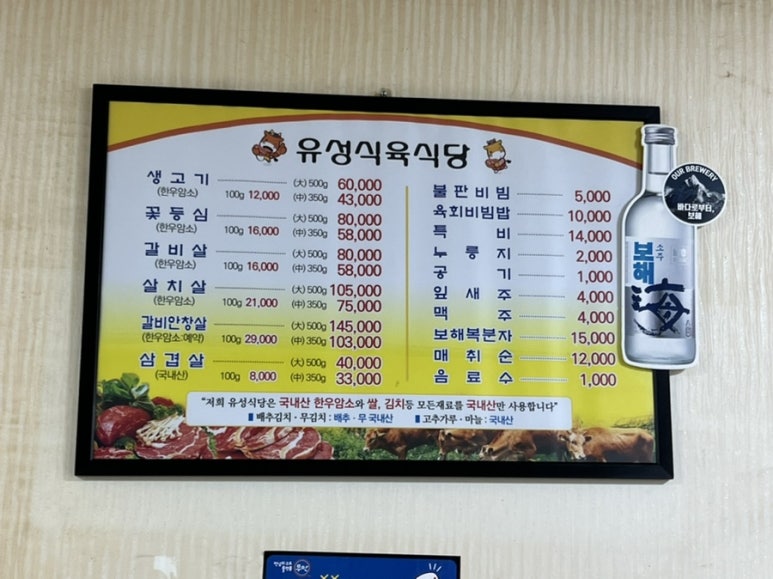 유성식육식당
생고기 (大) 500g 60,000
(한우암소) 100g 12,000 (中) 350g 43,000
꽃등심 (大) 500g 80,000
(한우암소) 100g 16,000 (中) 350g 58,000
갈비살 (大) 500g 80,000
(한우암소) 100g 16,000 (中) 350g 58,000
살치살 (大) 500g 105,000
(한우암소) 100g 21,000 (中) 350g 75,000
갈비안창살 (大) 500g 145,000
(한우암소:예약) 100g 29,000 (中) 350g 103,000
삼겹살 (大) 500g 40,000
(국내산) 100g 8,000 (中) 350g 33,000
불판비빔 5,000
육회비빔밥 10,000
특비 14,000
누룽지 2,000
공기 1,000
잎새주 4,000
맥주 4,000
보해복분자 15,000
매취순 12,000
음료수 1,000
"저희 유성식당은 국내산 한우암소와 쌀, 김치등 모든재료를 국내산만 사용합니다"
배추김치 · 무김치 : 배추 · 무 국내산 고추가루 · 마늘 : 국내산
OUR BREWERY
바다로부터,
보해
보해
소주
海